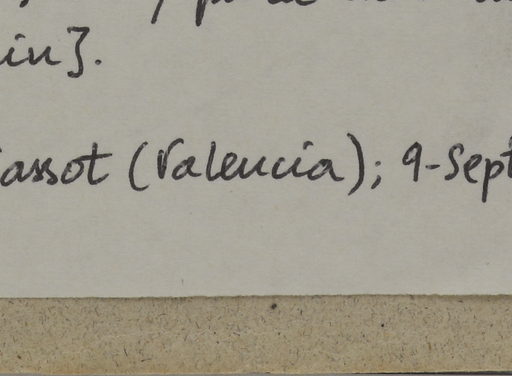 in].
assot (Valencia); 9-Sept